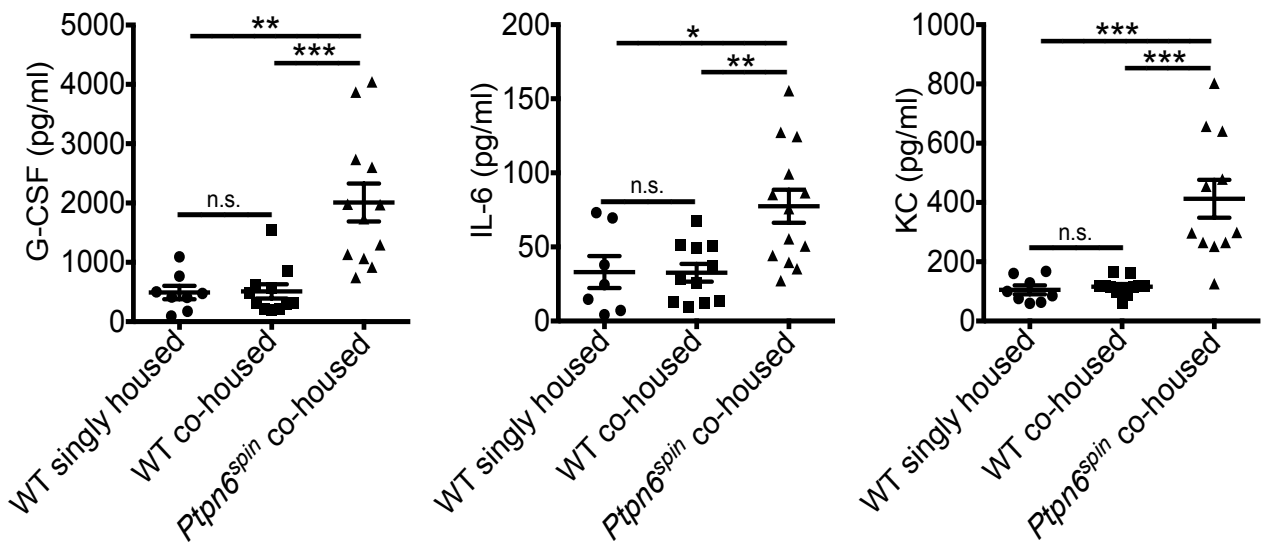 5000
4000
3000
2000
1000
0
G-CSF (pg/ml)
**
***
n.s.
WT singly housed
WT co-housed
Ptpn6spin co-housed
200
150
100
50
0
IL-6 (pg/ml)
*
**
n.s.
WT singly housed
WT co-housed
Ptpn6spin co-housed
1000
800
600
400
200
0
KC (pg/ml)
***
***
n.s.
WT singly housed
WT co-housed
Ptpn6spin co-housed